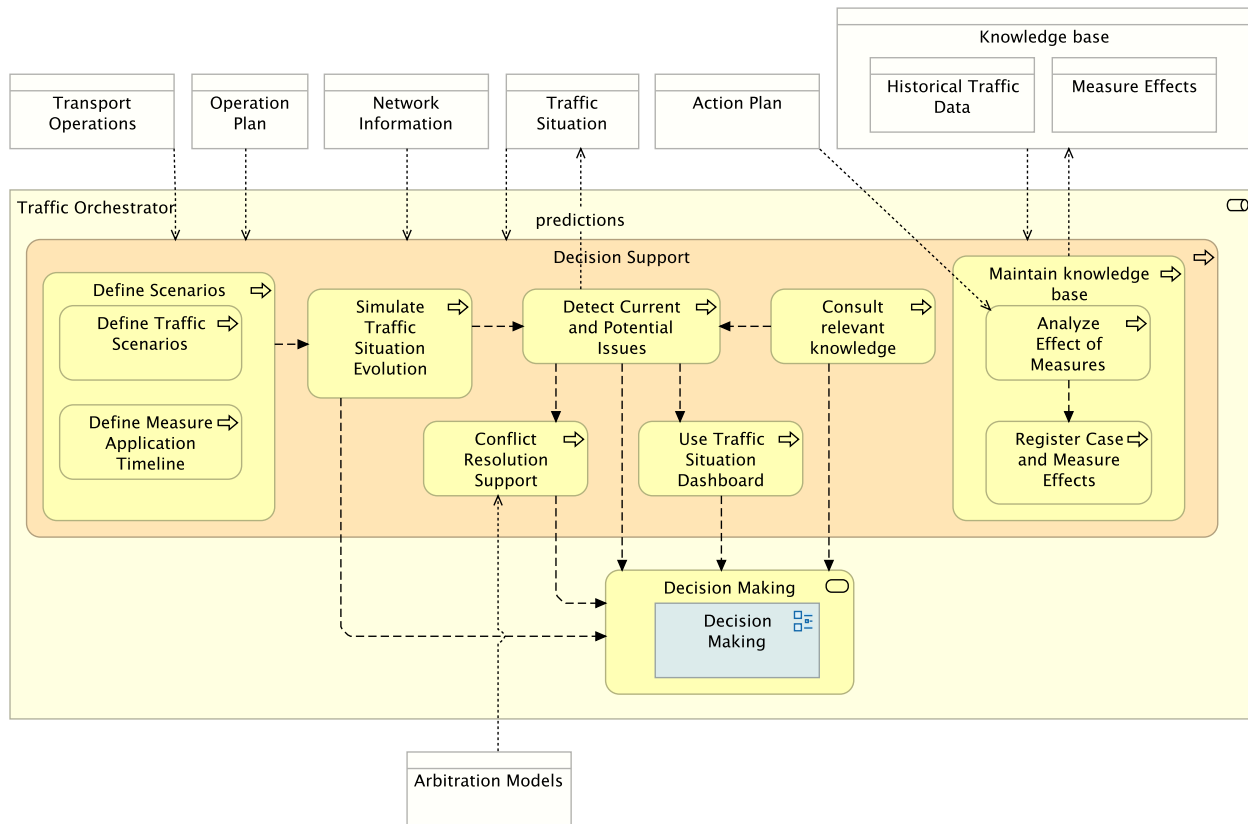 Knowledge base
Historical Traffic
Data
Measure Effects
Transport
Operations
Operation
Plan
Network
Information
Traffic
Situation
Action Plan
Traffic Orchestrator
predictions
Decision Support
Define Scenarios
Define Traffic
Scenarios
Define Measure
Application
Timeline
Simulate
Traffic
Situation
Evolution
Detect Current
and Potential
Issues
Consult
relevant
knowledge
Maintain knowledge
base
Analyze
Effect of
Measures
Register Case
and Measure
Effects
Conflict
Resolution
Support
Use Traffic
Situation
Dashboard
Decision Making
Decision
Making
Arbitration Models